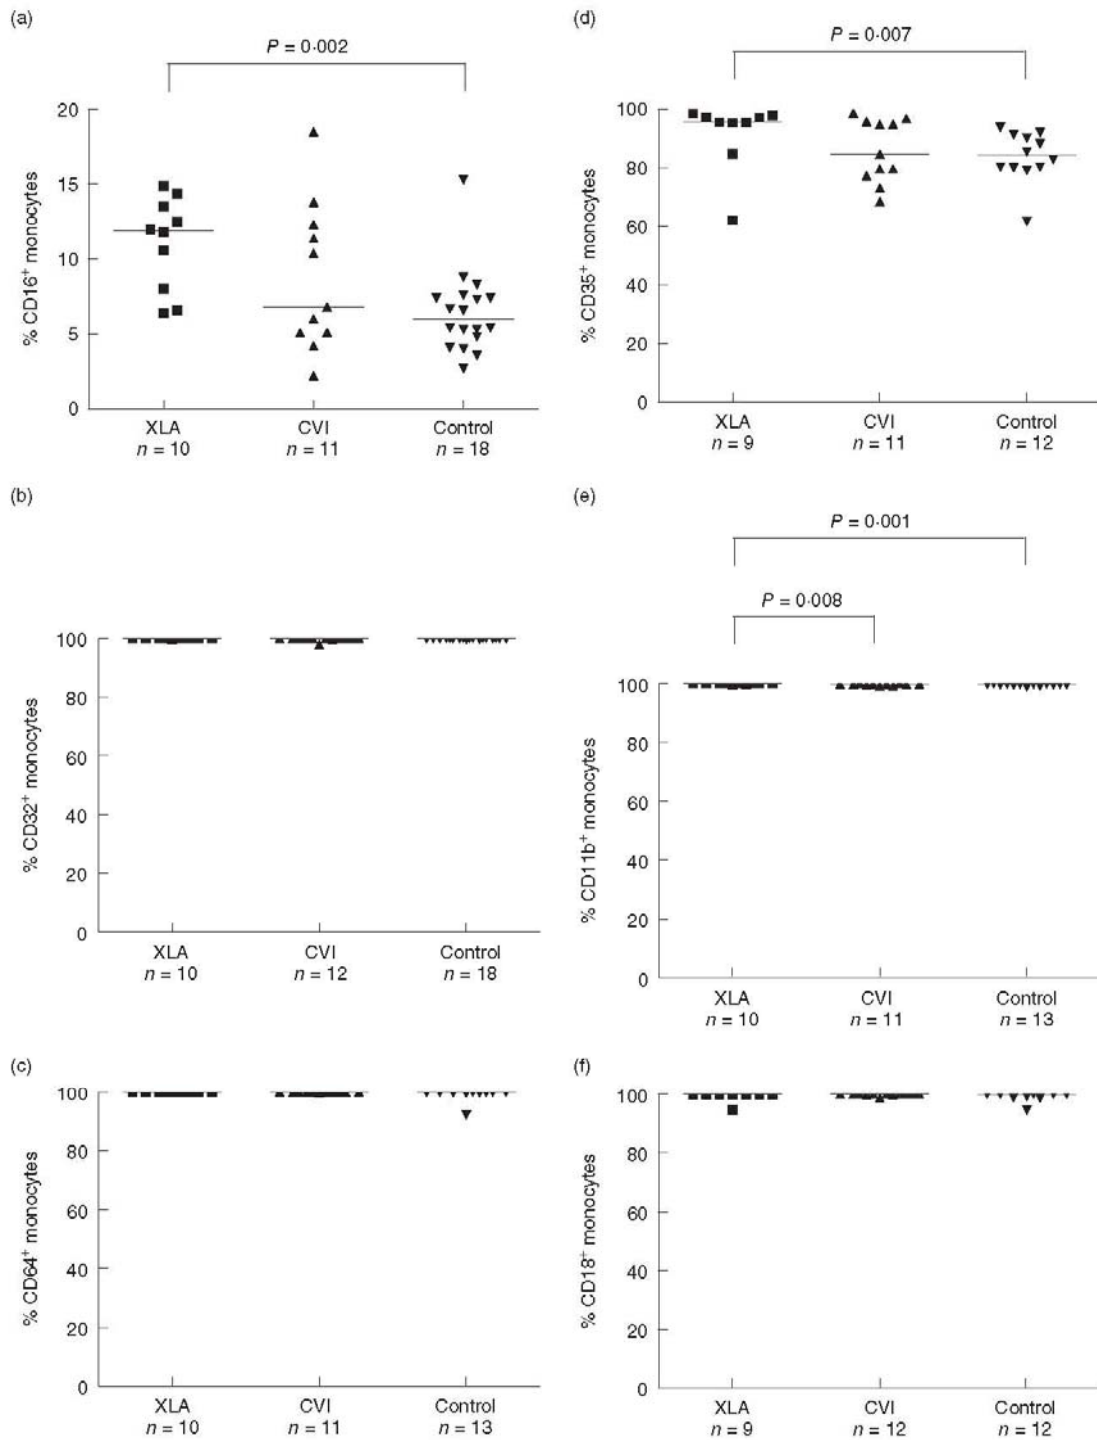 (a)
P = 0·002
20
15
10
5
0
% CD16+ monocytes
XLA CVI Control
n = 10 n = 11 n = 18
(b)
100
80
60
40
20
0
% CD32+ monocytes
XLA CVI Control
n = 10 n = 12 n = 18
(c)
100
80
60
40
20
0
% CD64+ monocytes
XLA CVI Control
n = 10 n = 11 n = 13
(d)
P = 0·007
100
80
60
40
20
0
% CD35+ monocytes
XLA CVI Control
n = 9 n = 11 n = 12
(e)
P = 0·001
P = 0·008
100
80
60
40
20
0
% CD11b+ monocytes
XLA CVI Control
n = 10 n = 11 n = 13
(f)
100
80
60
40
20
0
% CD18+ monocytes
XLA CVI Control
n = 9 n = 12 n = 12